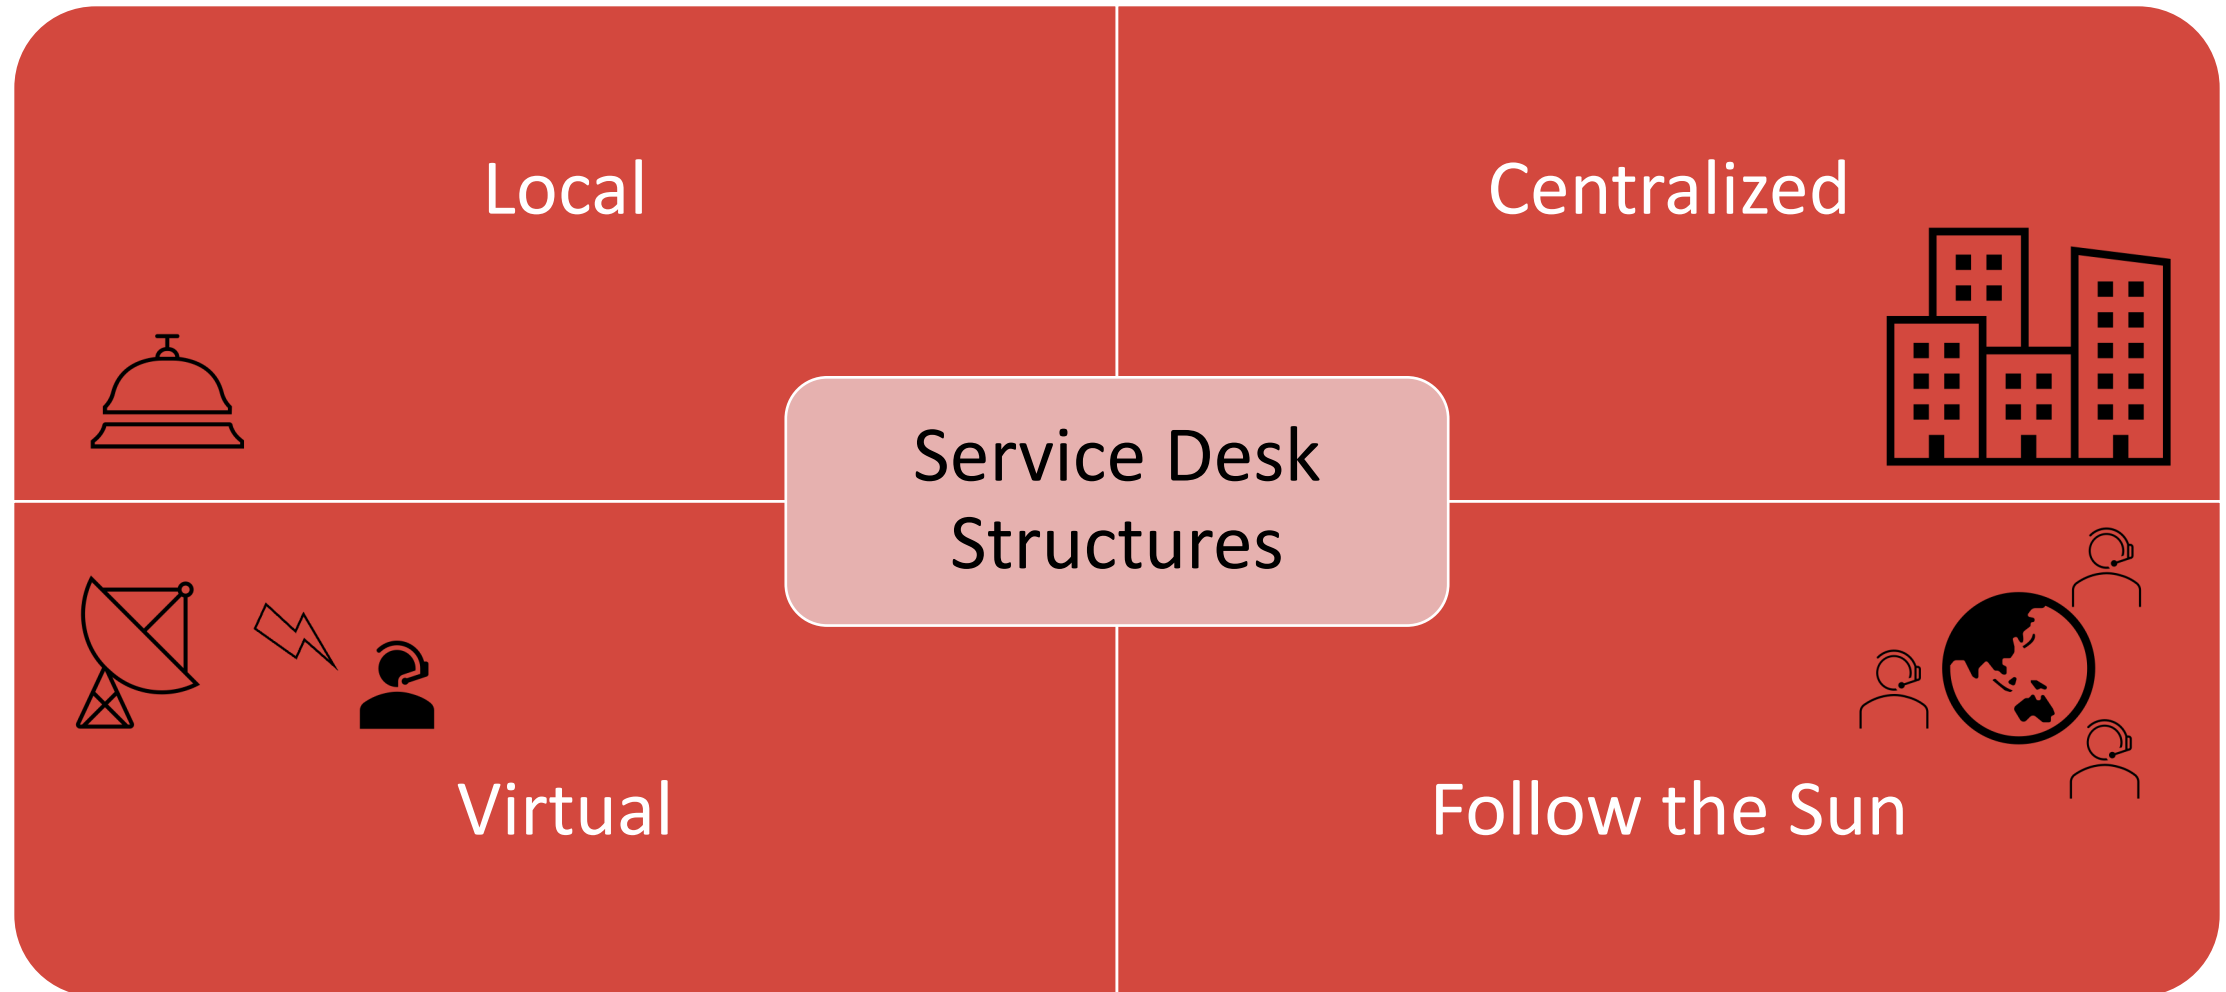 Local
Centralized
Service Desk
Structures
Virtual
Follow the Sun